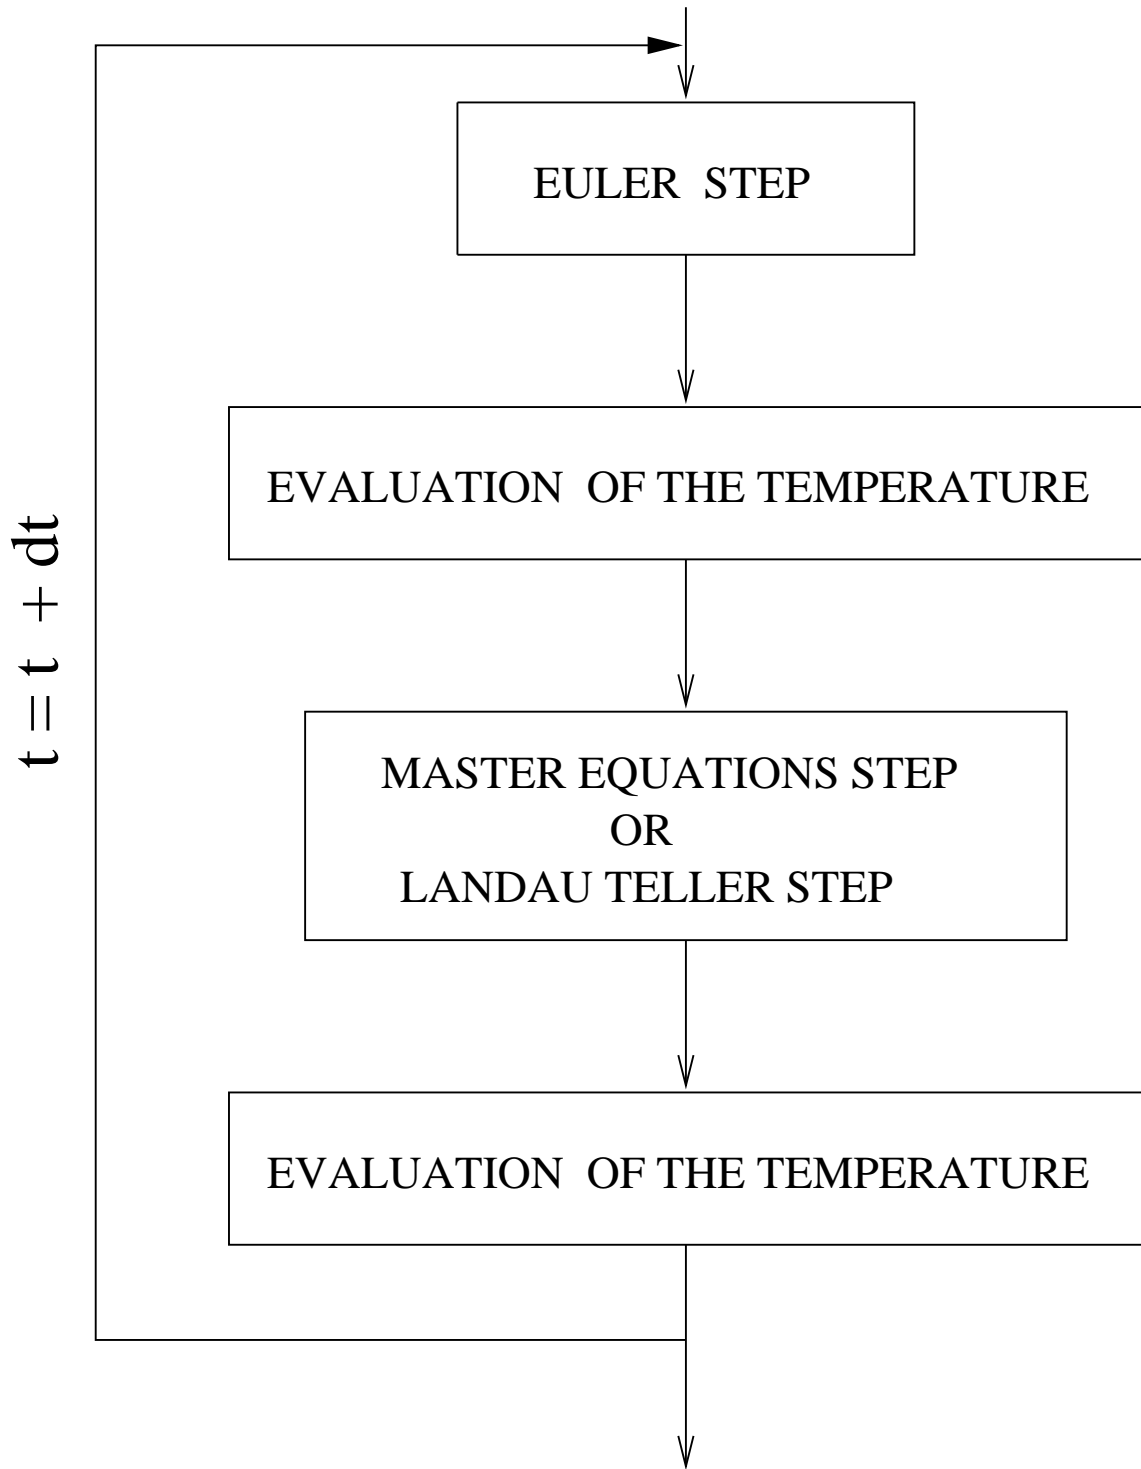 EULER STEP
EVALUATION OF THE TEMPERATURE
t = t + dt
MASTER EQUATIONS STEP
OR
LANDAU TELLER STEP
EVALUATION OF THE TEMPERATURE